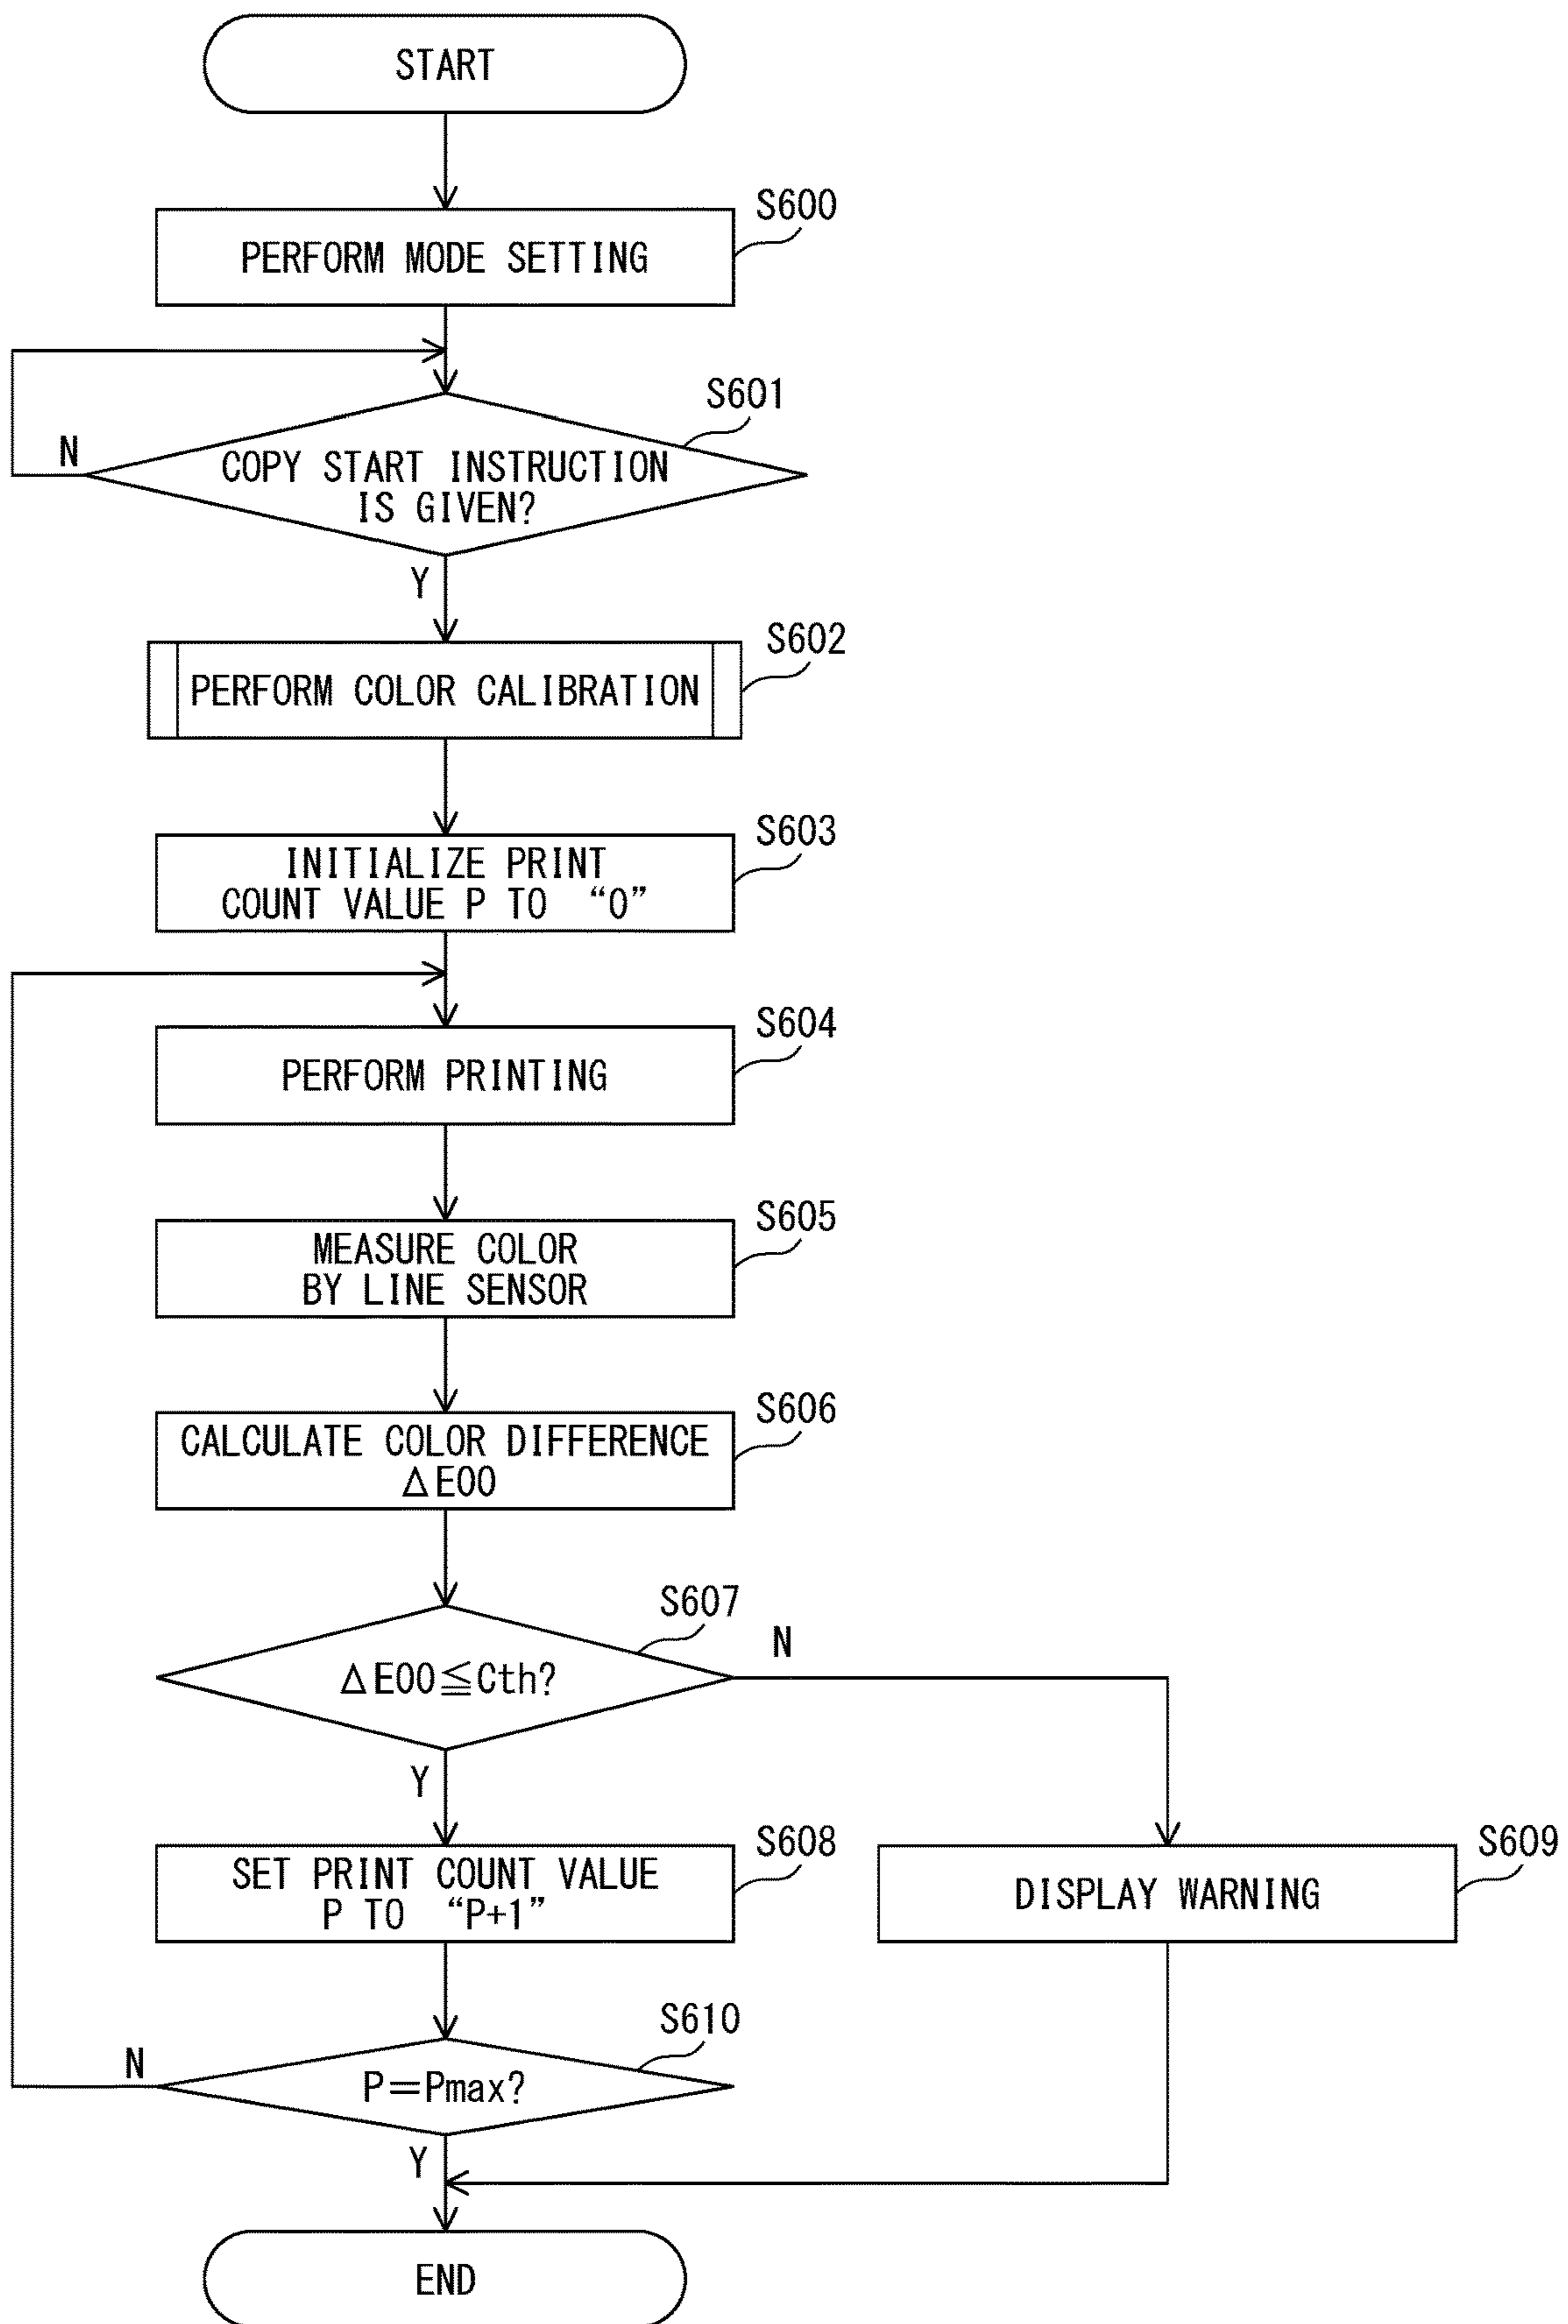 START
S600
PERFORM MODE SETTING
S601
N
COPY START INSTRUCTION
IS GIVEN?
Y
S602
PERFORM COLOR CALIBRATION
S603
INITIALIZE PRINT
COUNT VALUE P TO “0”
S604
PERFORM PRINTING
S605
MEASURE COLOR
BY LINE SENSOR
S606
CALCULATE COLOR DIFFERENCE
ΔE00
S607
N
ΔE00≦Cth?
Y
S608
SET PRINT COUNT VALUE
P TO “P+1”
S609
DISPLAY WARNING
S610
N
P=Pmax?
Y
END